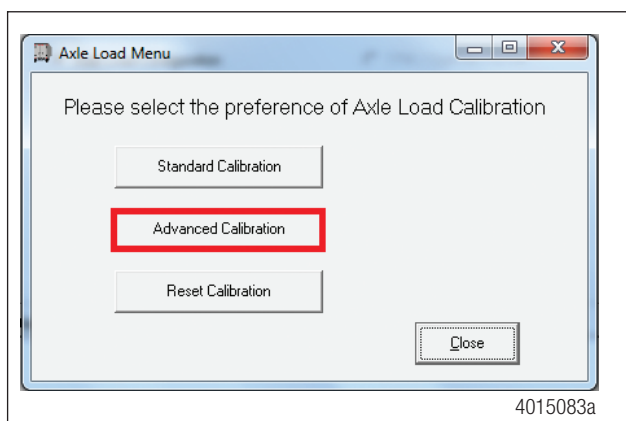 Axle Load Menu
Please select the preference of Axle Load Calibration
Standard Calibration
Advanced Calibration
Reset Calibration
Close
4015083a